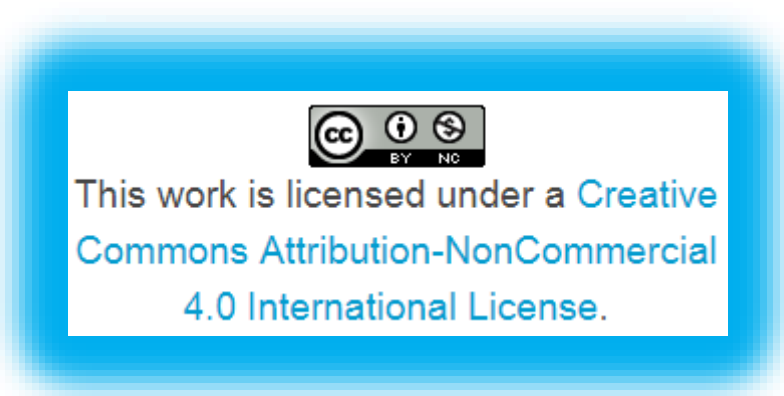 cc
BY NC
This work is licensed under a Creative
Commons Attribution-NonCommercial
4.0 International License.